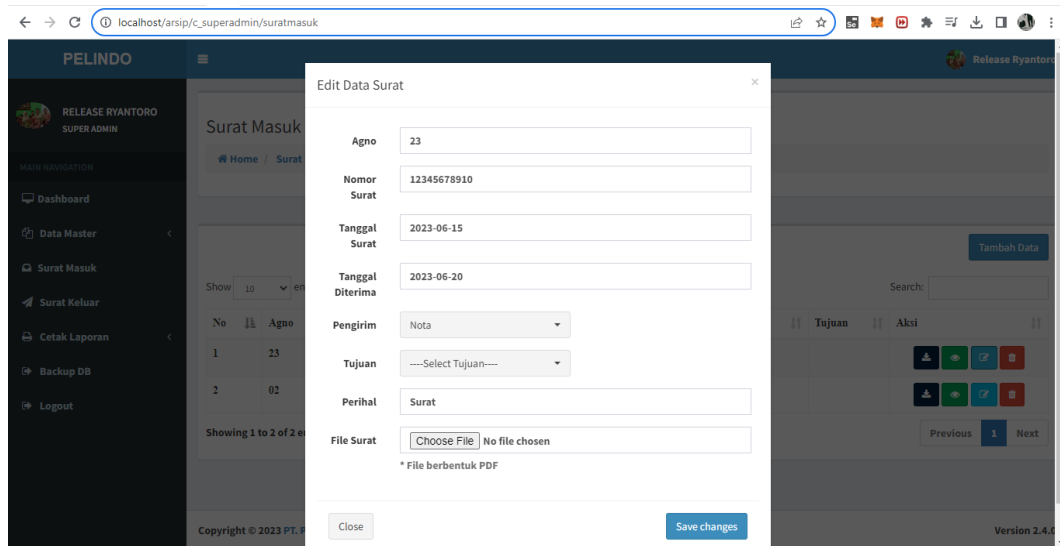 localhost/arsip/c_superadmin/suratmasuk
PELINDO
Release Ryantoro
RELEASE RYANTORO
SUPER ADMIN
MAIN NAVIGATION
Dashboard
Data Master
Surat Masuk
Surat Keluar
Cetak Laporan
Backup DB
Logout
Surat Masuk
Home / Surat
Tambah Data
Show 10 en
Search:
No Agno Tujuan Aksi
1 23
2 02
Showing 1 to 2 of 2 e
Previous 1 Next
Copyright © 2023 PT. P
Version 2.4.0
Edit Data Surat
×
Agno 23
Nomor Surat 12345678910
Tanggal Surat 2023-06-15
Tanggal Diterima 2023-06-20
Pengirim Nota
Tujuan ----Select Tujuan----
Perihal Surat
File Surat Choose File No file chosen
* File berbentuk PDF
Close Save changes